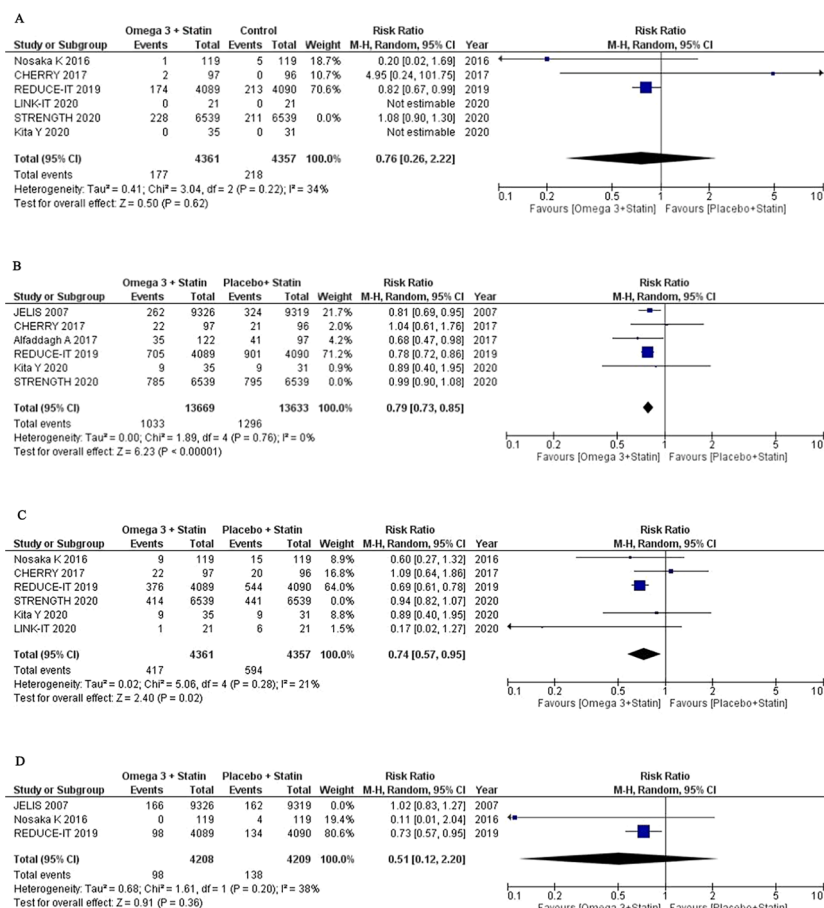 A
Omega 3 + Statin Control Risk Ratio Risk Ratio
Study or Subgroup Events Total Events Total Weight M-H, Random, 95% CI Year M-H, Random, 95% CI
Nosaka K 2016 1 119 5 119 18.7% 0.20 [0.02, 1.69] 2016
CHERRY 2017 2 97 0 96 10.7% 4.95 [0.24, 101.75] 2017
REDUCE-IT 2019 174 4089 213 4090 70.6% 0.82 [0.67, 0.99] 2019
LINK-IT 2020 0 21 0 21 Not estimable 2020
STRENGTH 2020 228 6539 211 6539 0.0% 1.08 [0.90, 1.30] 2020
Kita Y 2020 0 35 0 31 Not estimable 2020
Total (95% CI) 4361 4357 100.0% 0.76 [0.26, 2.22]
Total events 177 218
Heterogeneity: Tau² = 0.41; Chi² = 3.04, df = 2 (P = 0.22); I² = 34%
Test for overall effect: Z = 0.50 (P = 0.62)
0.1 0.2 0.5 1 2 5 10
Favours [Omega 3+Statin] Favours [Placebo+Statin]
B
Omega 3 + Statin Placebo+ Statin Risk Ratio Risk Ratio
Study or Subgroup Events Total Events Total Weight M-H, Random, 95% CI Year M-H, Random, 95% CI
JELIS 2007 262 9326 324 9319 21.7% 0.81 [0.69, 0.95] 2007
CHERRY 2017 22 97 21 96 2.0% 1.04 [0.61, 1.76] 2017
Alfaddagh A 2017 35 122 41 97 4.2% 0.68 [0.47, 0.98] 2017
REDUCE-IT 2019 705 4089 901 4090 71.2% 0.78 [0.72, 0.86] 2019
Kita Y 2020 9 35 9 31 0.9% 0.89 [0.40, 1.95] 2020
STRENGTH 2020 785 6539 795 6539 0.0% 0.99 [0.90, 1.08] 2020
Total (95% CI) 13669 13633 100.0% 0.79 [0.73, 0.85]
Total events 1033 1296
Heterogeneity: Tau² = 0.00; Chi² = 1.89, df = 4 (P = 0.76); I² = 0%
Test for overall effect: Z = 6.23 (P < 0.00001)
0.1 0.2 0.5 1 2 5 10
Favours [Omega 3+Statin] Favours [Placebo+Statin]
C
Omega 3 + Statin Placebo + Statin Risk Ratio Risk Ratio
Study or Subgroup Events Total Events Total Weight M-H, Random, 95% CI Year M-H, Random, 95% CI
Nosaka K 2016 9 119 15 119 8.9% 0.60 [0.27, 1.32] 2016
CHERRY 2017 22 97 20 96 16.8% 1.09 [0.64, 1.86] 2017
REDUCE-IT 2019 376 4089 544 4090 64.0% 0.69 [0.61, 0.78] 2019
STRENGTH 2020 414 6539 441 6539 0.0% 0.94 [0.82, 1.07] 2020
Kita Y 2020 9 35 9 31 8.8% 0.89 [0.40, 1.95] 2020
LINK-IT 2020 1 21 6 21 1.5% 0.17 [0.02, 1.27] 2020
Total (95% CI) 4361 4357 100.0% 0.74 [0.57, 0.95]
Total events 417 594
Heterogeneity: Tau² = 0.02; Chi² = 5.06, df = 4 (P = 0.28); I² = 21%
Test for overall effect: Z = 2.40 (P = 0.02)
0.1 0.2 0.5 1 2 5 10
Favours [Omega 3+Statin] Favours [Placebo+Statin]
D
Omega 3 + Statin Placebo + Statin Risk Ratio Risk Ratio
Study or Subgroup Events Total Events Total Weight M-H, Random, 95% CI Year M-H, Random, 95% CI
JELIS 2007 166 9326 162 9319 0.0% 1.02 [0.83, 1.27] 2007
Nosaka K 2016 0 119 4 119 19.4% 0.11 [0.01, 2.04] 2016
REDUCE-IT 2019 98 4089 134 4090 80.6% 0.73 [0.57, 0.95] 2019
Total (95% CI) 4208 4209 100.0% 0.51 [0.12, 2.20]
Total events 98 138
Heterogeneity: Tau² = 0.68; Chi² = 1.61, df = 1 (P = 0.20); I² = 38%
Test for overall effect: Z = 0.91 (P = 0.36)
0.1 0.2 0.5 1 2 5 10
Favours [Omega 3+Statin] Favours [Placebo+Statin]